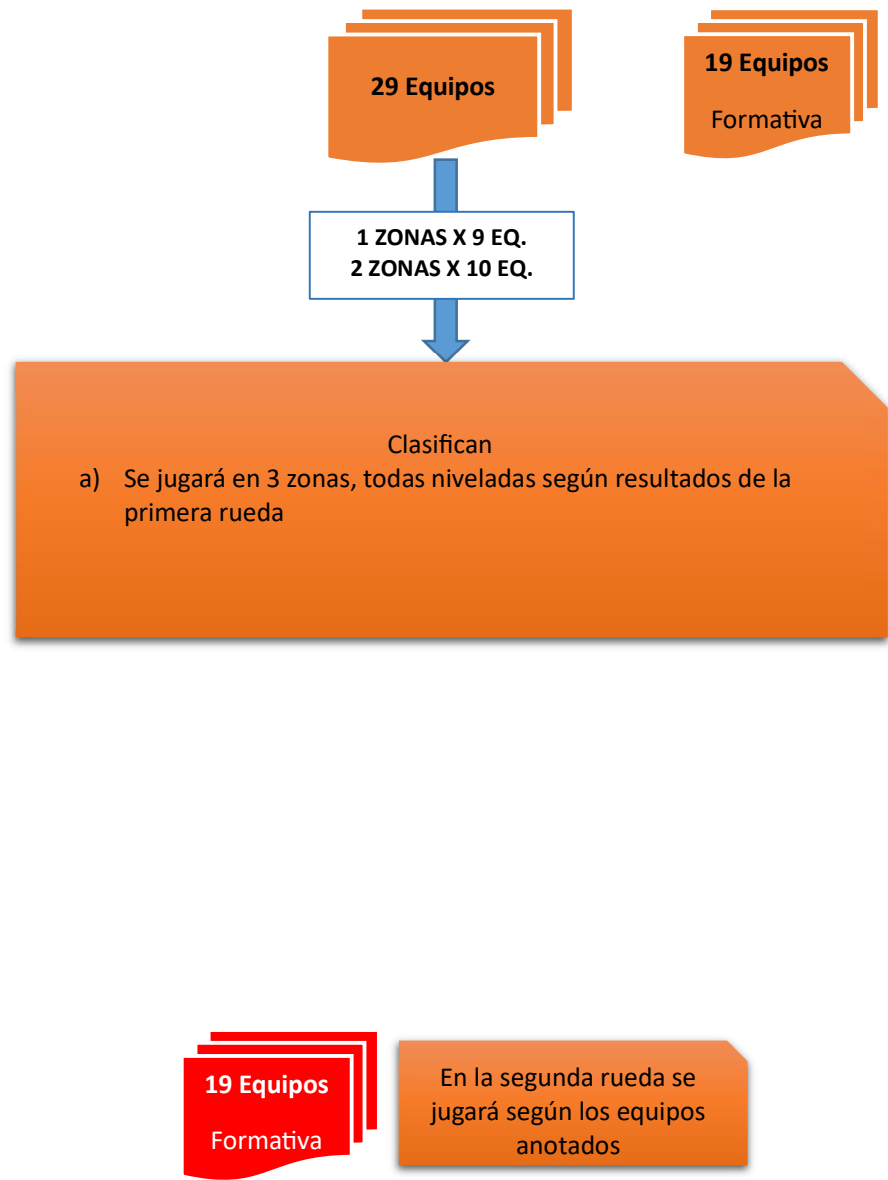 29 Equipos
19 Equipos
Formativa
1 ZONAS X 9 EQ.
2 ZONAS X 10 EQ.
Clasifican
a) Se jugará en 3 zonas, todas niveladas según resultados de la
primera rueda
19 Equipos
Formativa
En la segunda rueda se
jugará según los equipos
anotados